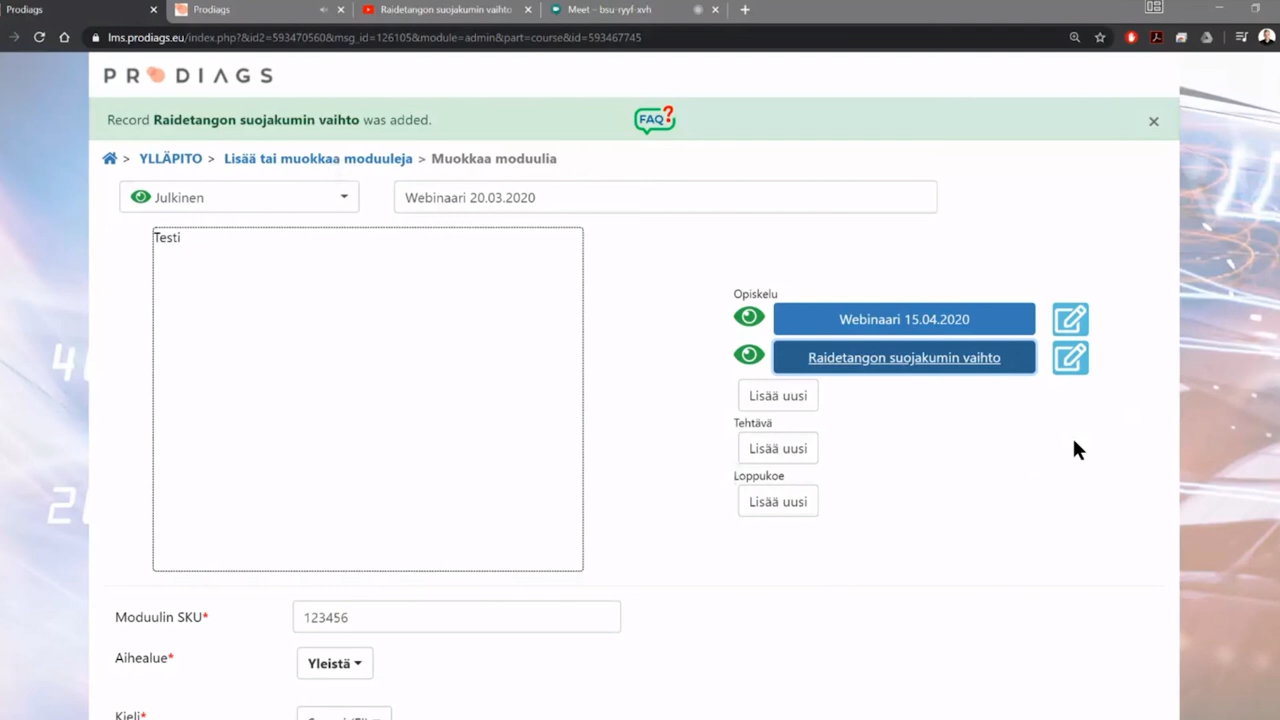 Prodiags
Prodiags
Raidetangon suojakumin vaihto
Meet – bsu-ryyf-xvh
lms.prodiags.eu/index.php?&id2=593470560&msg_id=126105&module=admin&part=course&id=593467745
PRODIAGS
Record Raidetangon suojakumin vaihto was added.
FAQ?
> YLLÄPITO > Lisää tai muokkaa moduuleja > Muokkaa moduulia
Julkinen
Webinaari 20.03.2020
Testi
Opiskelu
Webinaari 15.04.2020
Raidetangon suojakumin vaihto
Lisää uusi
Tehtävä
Lisää uusi
Loppukoe
Lisää uusi
Moduulin SKU*
123456
Aihealue*
Yleistä
Kieli*